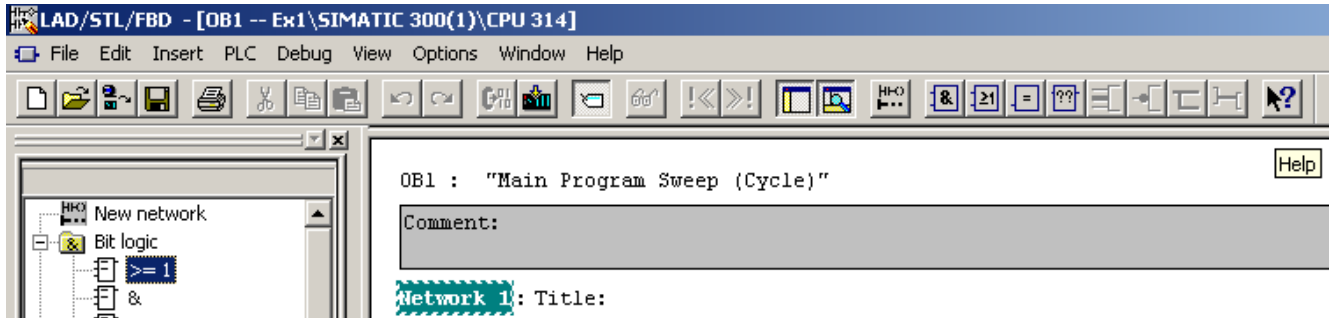 LAD/STL/FBD - [OB1 -- Ex1\SIMATIC 300(1)\CPU 314]
File Edit Insert PLC Debug View Options Window Help
!≪ ≫! & ≥1 = ?? ?
Help
OB1 : "Main Program Sweep (Cycle)"
New network
Comment:
& Bit logic
>= 1
&
Network 1: Title: